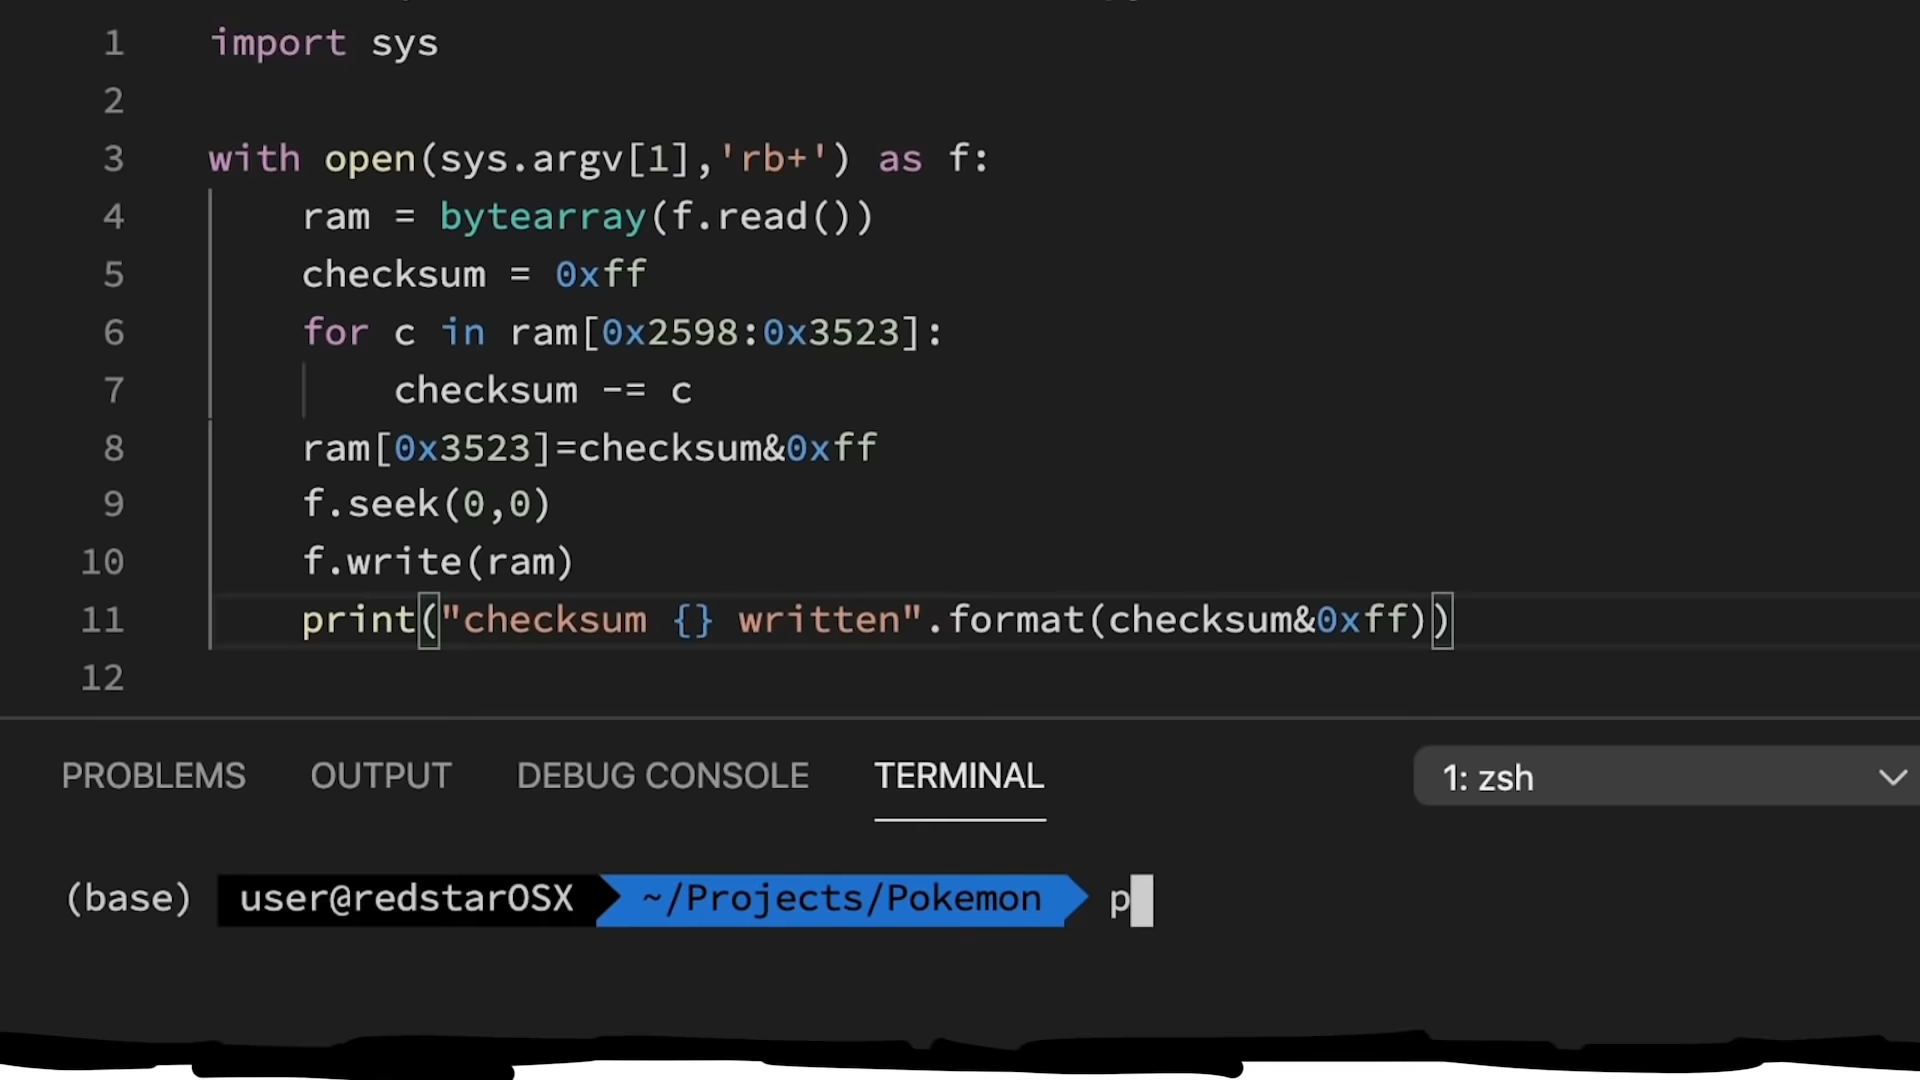 1 import sys
2
3 with open(sys.argv[1],'rb+') as f:
4 ram = bytearray(f.read())
5 checksum = 0xff
6 for c in ram[0x2598:0x3523]:
7 checksum -= c
8 ram[0x3523]=checksum&0xff
9 f.seek(0,0)
10 f.write(ram)
11 print("checksum {} written".format(checksum&0xff))
12
PROBLEMS OUTPUT DEBUG CONSOLE TERMINAL 1: zsh
(base) user@redstarOSX ~/Projects/Pokemon p